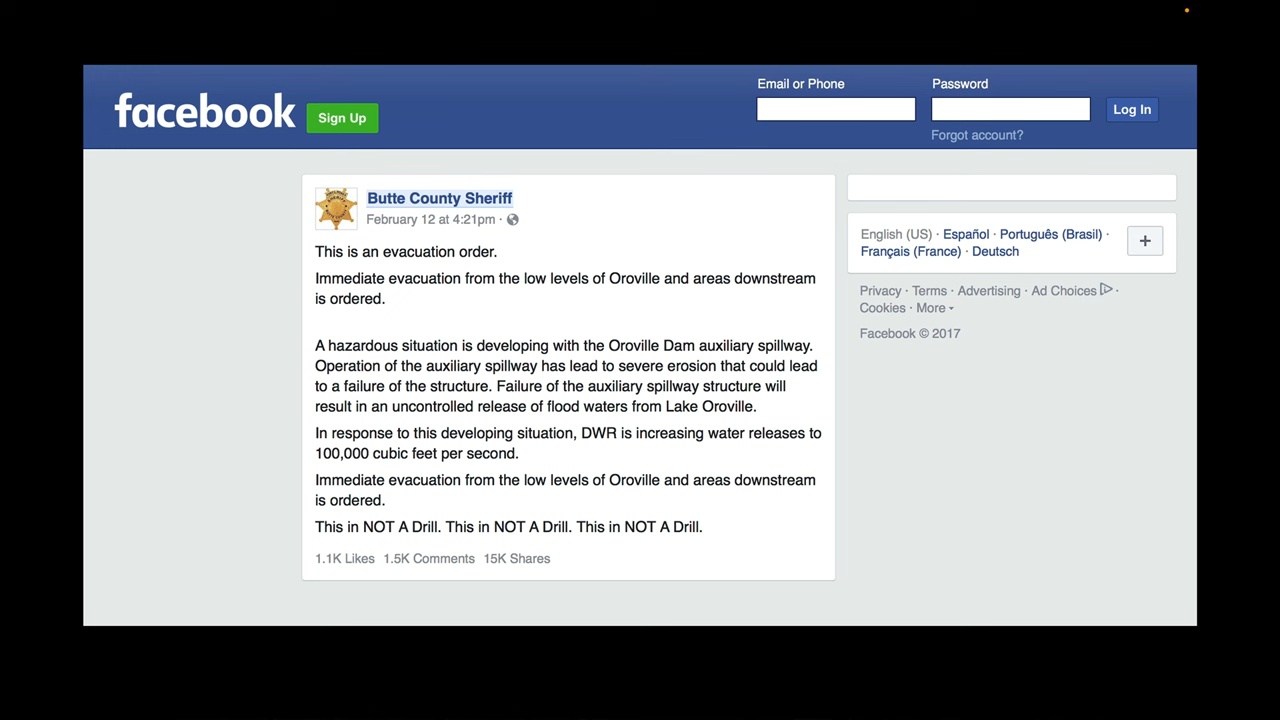 facebook
Sign Up
Email or Phone
Password
Log In
Forgot account?
Butte County Sheriff
February 12 at 4:21pm ·
This is an evacuation order.
Immediate evacuation from the low levels of Oroville and areas downstream
is ordered.
A hazardous situation is developing with the Oroville Dam auxiliary spillway.
Operation of the auxiliary spillway has lead to severe erosion that could lead
to a failure of the structure. Failure of the auxiliary spillway structure will
result in an uncontrolled release of flood waters from Lake Oroville.
In response to this developing situation, DWR is increasing water releases to
100,000 cubic feet per second.
Immediate evacuation from the low levels of Oroville and areas downstream
is ordered.
This in NOT A Drill. This in NOT A Drill. This in NOT A Drill.
1.1K Likes 1.5K Comments 15K Shares
English (US) · Español · Português (Brasil) ·
Français (France) · Deutsch
+
Privacy · Terms · Advertising · Ad Choices ·
Cookies · More
Facebook © 2017